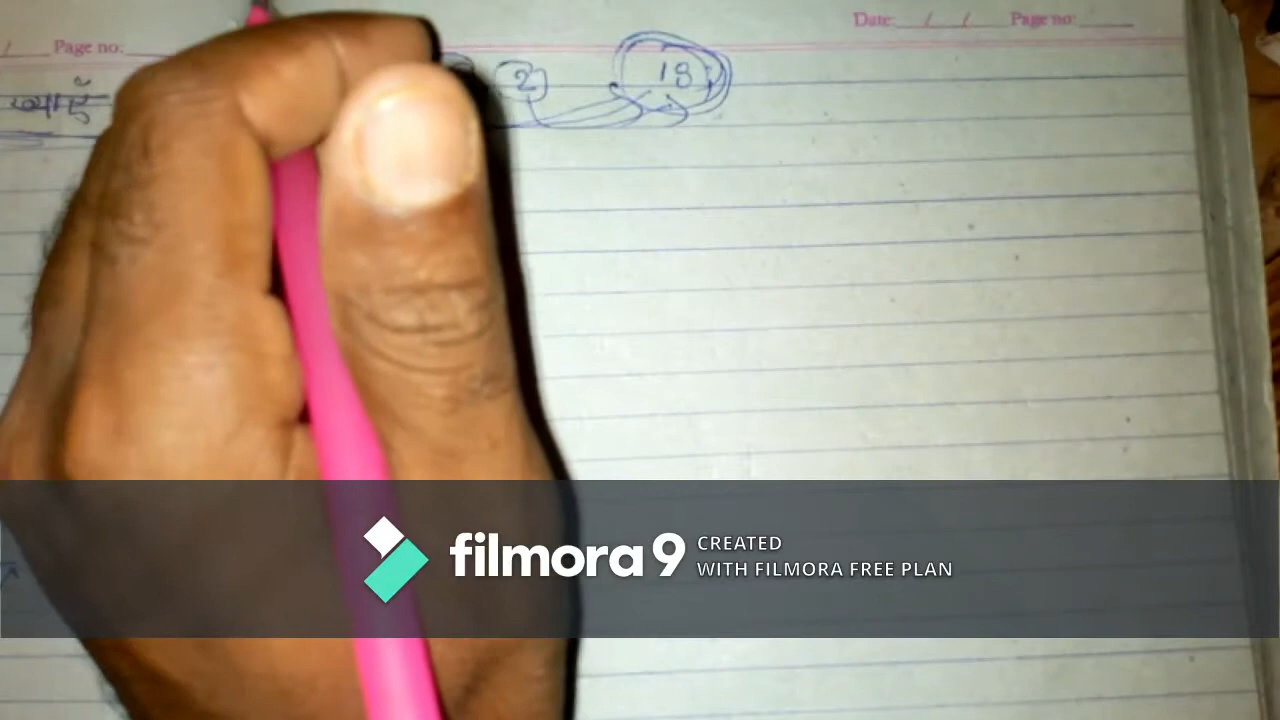 Date: / / Page no:
/ Page no:
2 18
filmora 9 CREATED
WITH FILMORA FREE PLAN